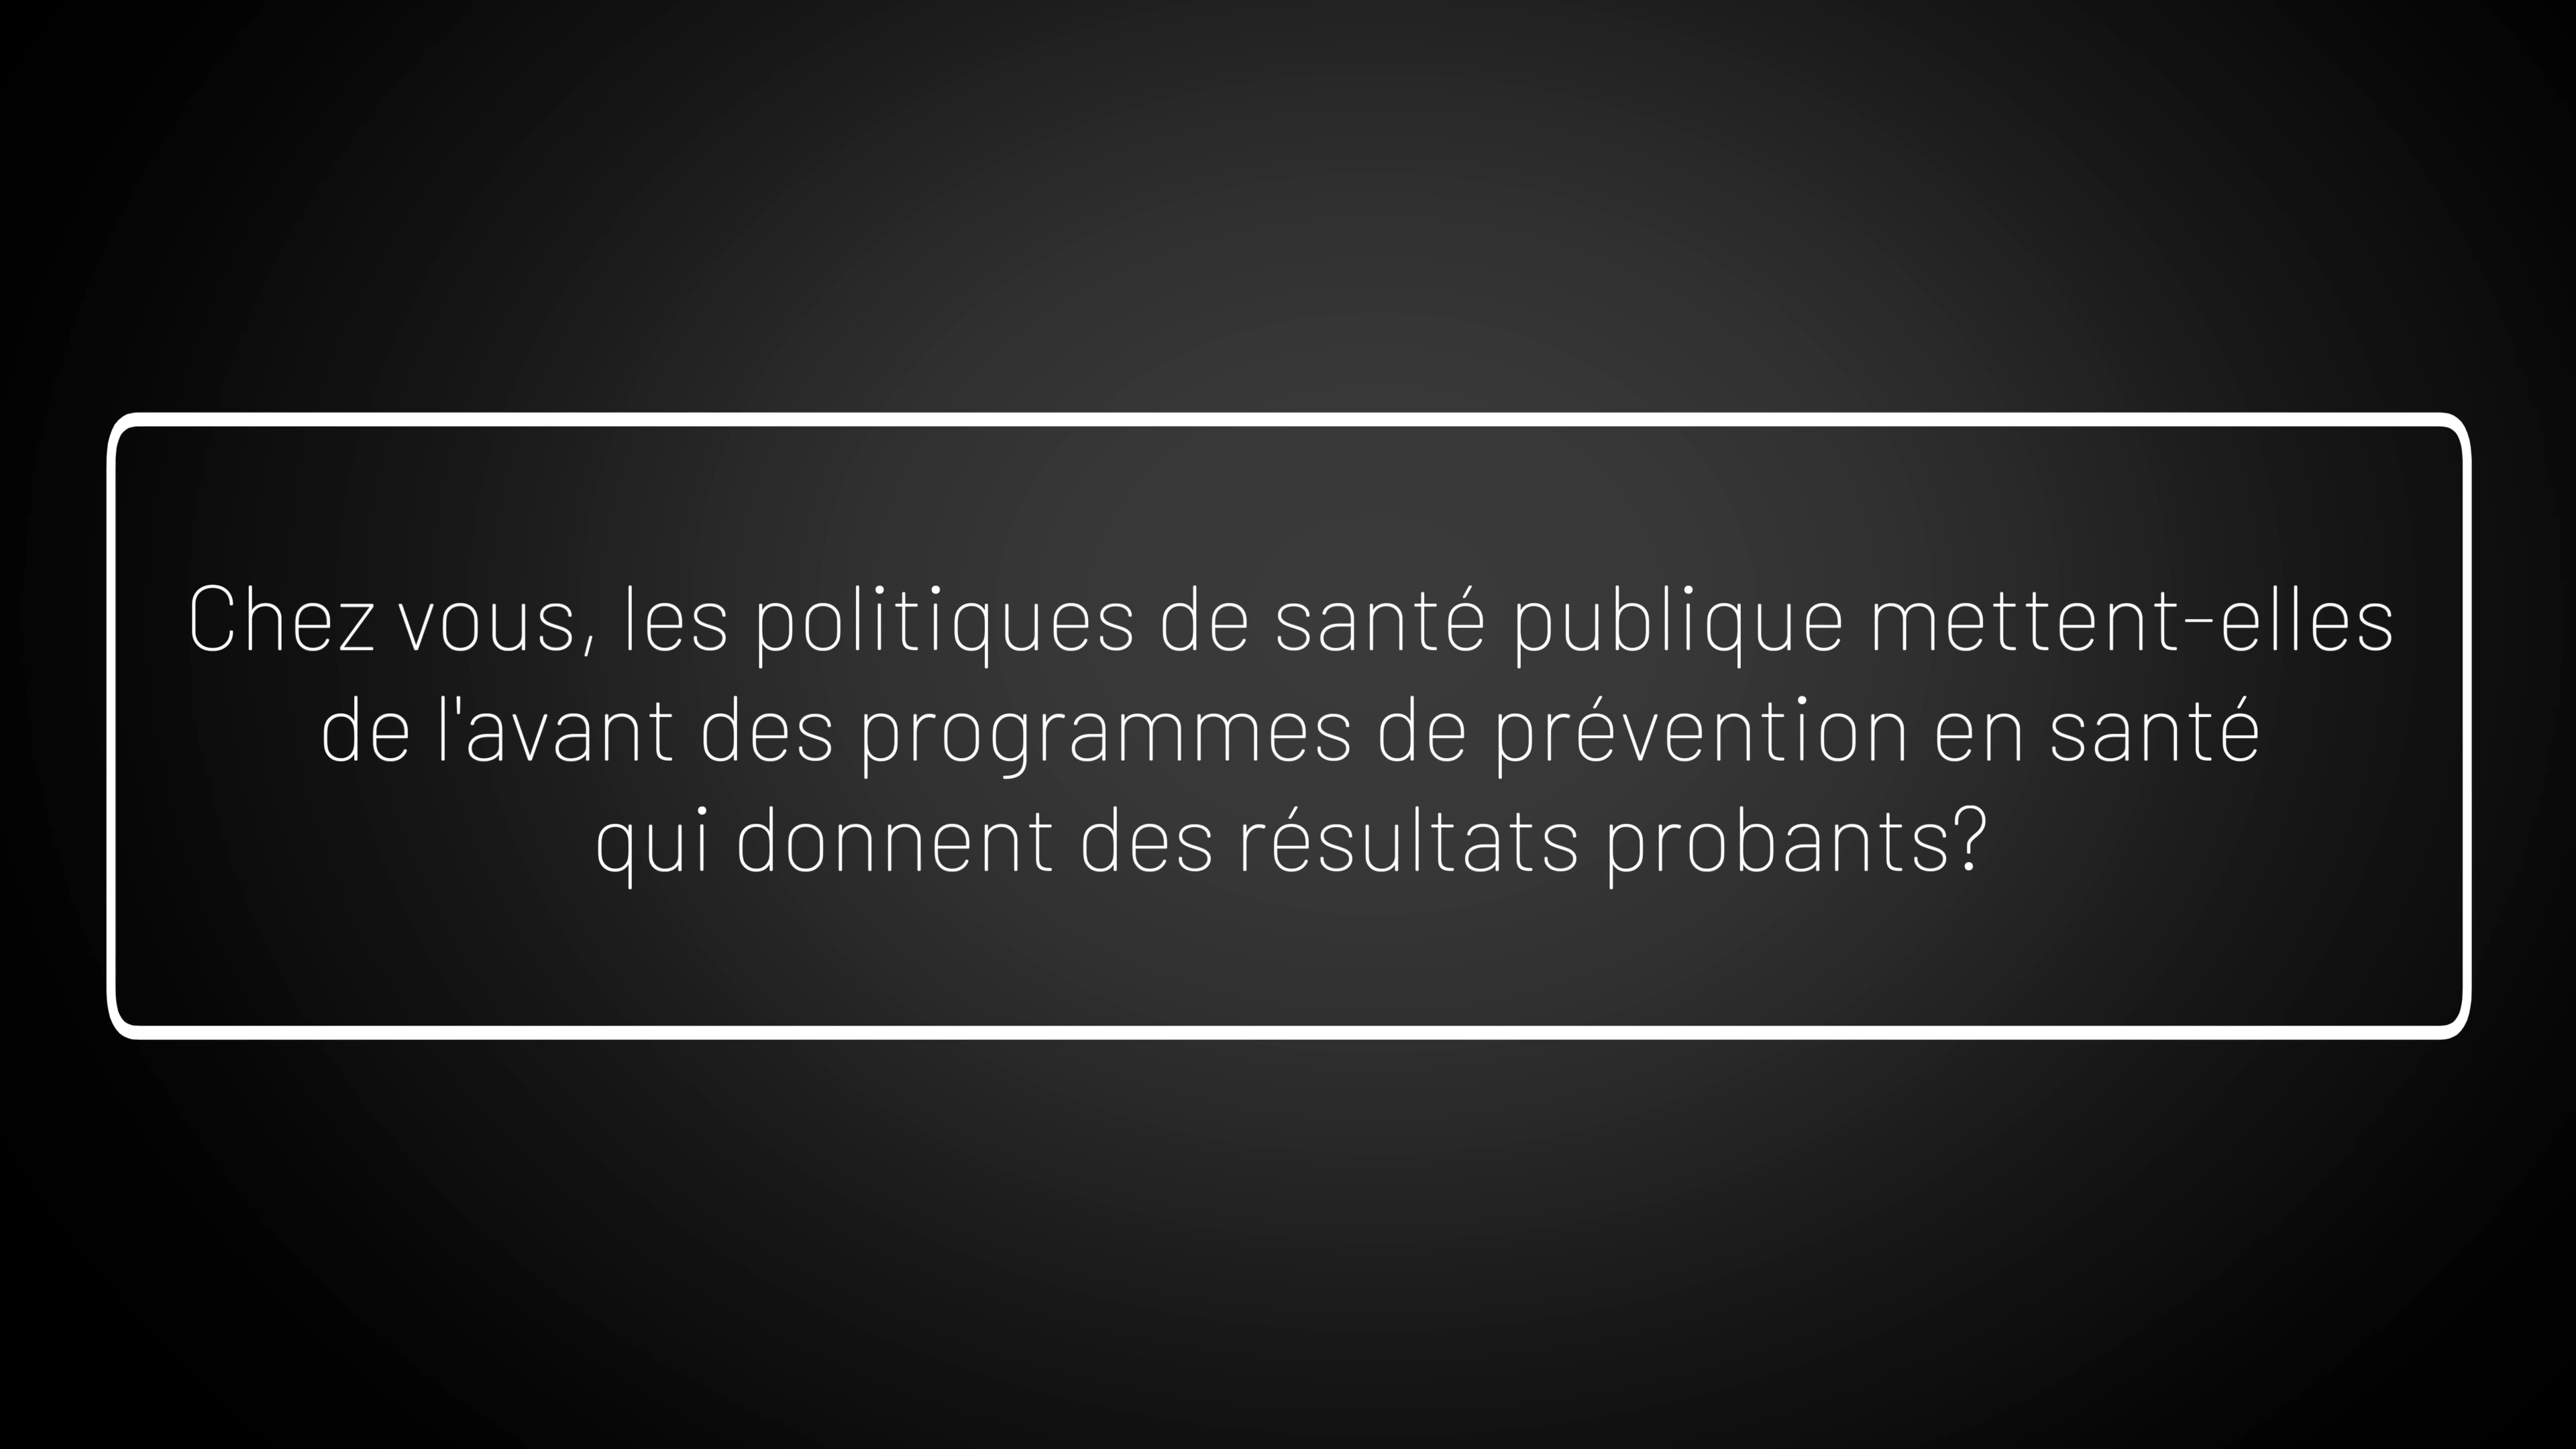 Chez vous, les politiques de santé publique mettent-elles
de l'avant des programmes de prévention en santé
qui donnent des résultats probants?